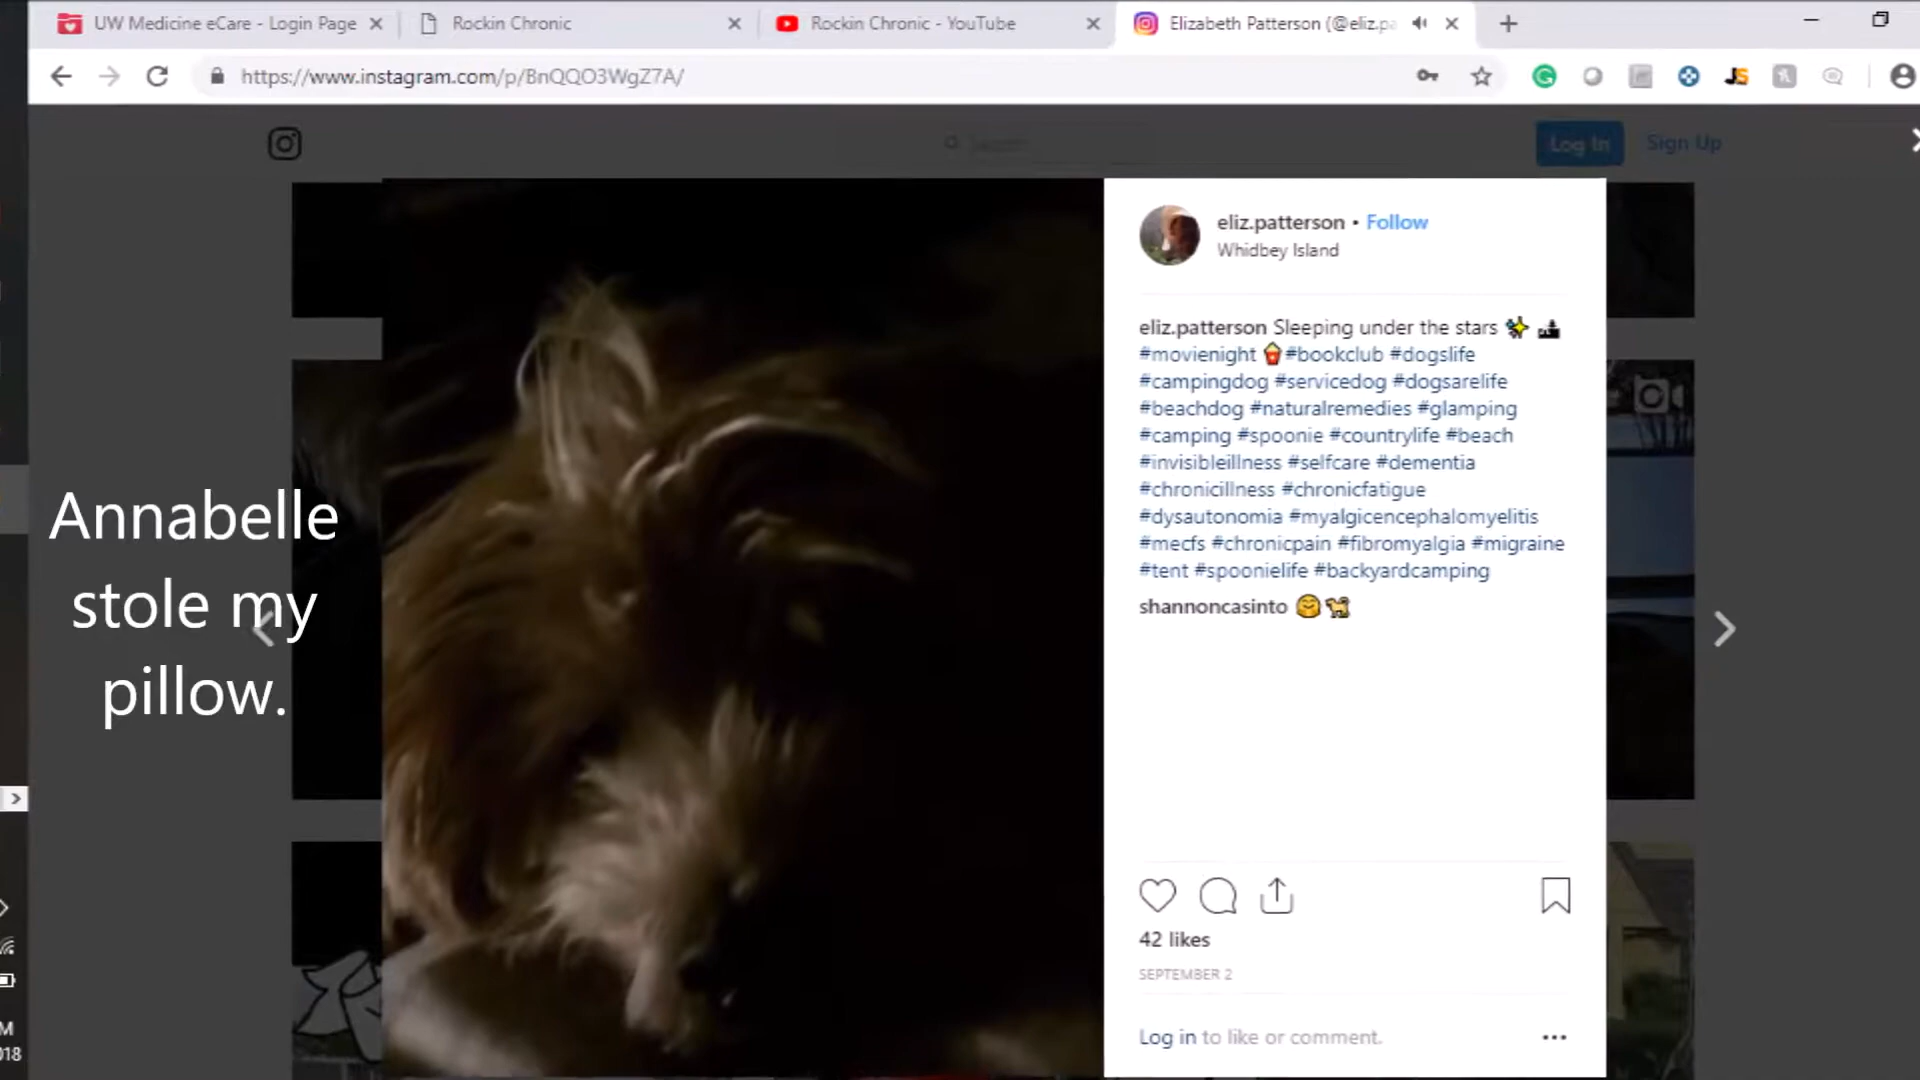 UW Medicine eCare - Login Page
Rockin Chronic
Rockin Chronic - YouTube
Elizabeth Patterson (@eliz.pa
https://www.instagram.com/p/BnQQO3WgZ7A/
Search
Log In
Sign Up
eliz.patterson • Follow
Whidbey Island
eliz.patterson Sleeping under the stars ✨ 🏕
#movienight 🍿#bookclub #dogslife
#campingdog #servicedog #dogsarelife
#beachdog #naturalremedies #glamping
#camping #spoonie #countrylife #beach
#invisibleillness #selfcare #dementia
#chronicillness #chronicfatigue
#dysautonomia #myalgicencephalomyelitis
#mecfs #chronicpain #fibromyalgia #migraine
#tent #spoonielife #backyardcamping
shannoncasinto 🤗🐕
Annabelle
stole my
pillow.
42 likes
SEPTEMBER 2
Log in to like or comment.
M
018